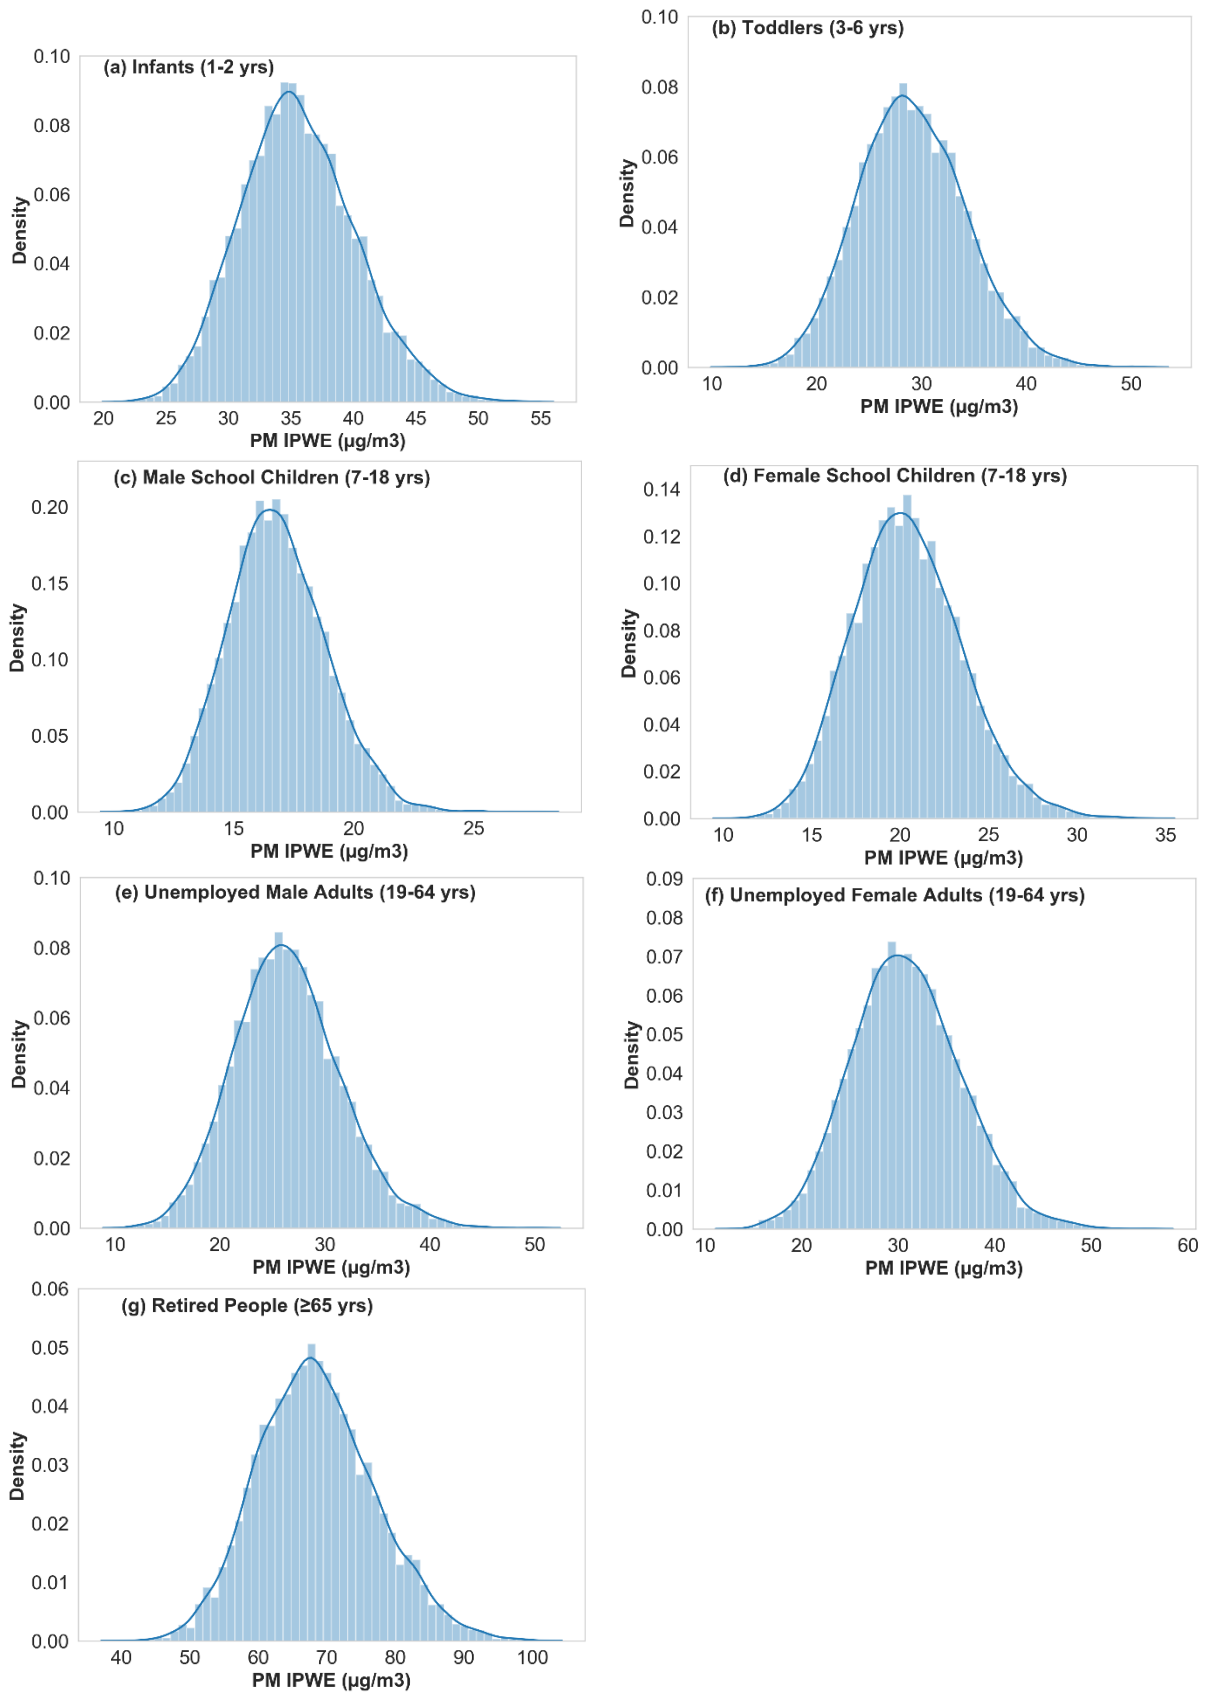 (a) Infants (1-2 yrs)
0.10
0.08
0.06
0.04
0.02
0.00
Density
20 25 30 35 40 45 50 55
PM IPWE (µg/m3)
(b) Toddlers (3-6 yrs)
0.10
0.08
0.06
0.04
0.02
0.00
Density
10 20 30 40 50
PM IPWE (µg/m3)
(c) Male School Children (7-18 yrs)
0.20
0.15
0.10
0.05
0.00
Density
10 15 20 25
PM IPWE (µg/m3)
(d) Female School Children (7-18 yrs)
0.14
0.12
0.10
0.08
0.06
0.04
0.02
0.00
Density
10 15 20 25 30 35
PM IPWE (µg/m3)
(e) Unemployed Male Adults (19-64 yrs)
0.10
0.08
0.06
0.04
0.02
0.00
Density
10 20 30 40 50
PM IPWE (µg/m3)
(f) Unemployed Female Adults (19-64 yrs)
0.09
0.08
0.07
0.06
0.05
0.04
0.03
0.02
0.01
0.00
Density
10 20 30 40 50 60
PM IPWE (µg/m3)
(g) Retired People (≥65 yrs)
0.06
0.05
0.04
0.03
0.02
0.01
0.00
Density
40 50 60 70 80 90 100
PM IPWE (µg/m3)